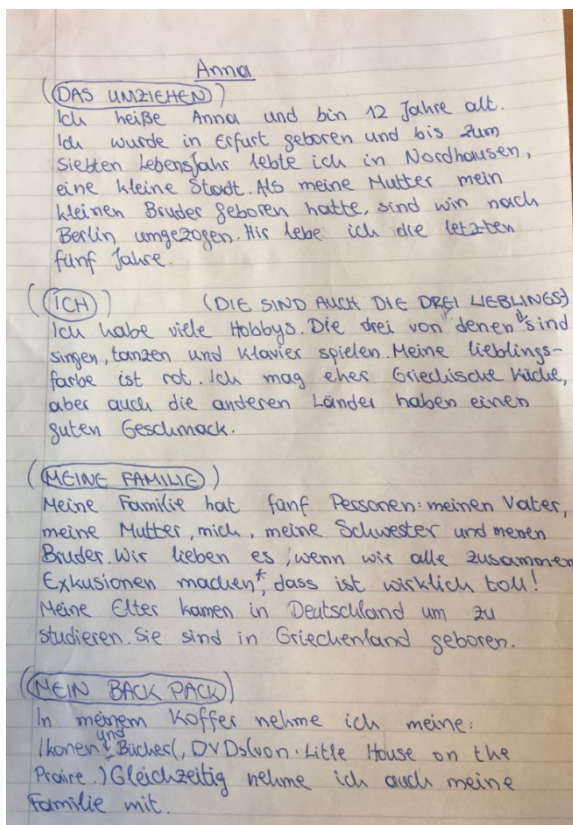 Anna
(DAS UMZIEHEN)
Ich heiße Anna und bin 12 Jahre alt.
Ich wurde in Erfurt geboren und bis zum
siebten Lebensjahr lebte ich in Nordhausen,
eine kleine Stadt. Als meine Mutter mein
kleinen Bruder geboren hatte, sind win nach
Berlin umgezogen. Hir lebe ich die letzten
fünf Jahre.
(ICH) (DIE SIND AUCH DIE DREI LIEBLINGS)
Ich habe viele Hobbys. Die drei von denen sind
singen, tanzen und Klavier spielen. Meine lieblings-
farbe ist rot. Ich mag eher Griechische Küche,
aber auch die anderen Länder haben einen
guten Geschmack.
(MEINE FAMILIE)
Meine Familie hat fünf Personen: meinen Vater,
meine Mutter, mich, meine Schwester und meinen
Bruder. Wir lieben es, wenn wir alle zusammen
Exkusionen machen*, dass ist wirklich toll!
Meine Elter kamen in Deutschland um zu
studieren. Sie sind in Griechenland geboren.
(MEIN BACK PACK)
In meinem Koffer nehme ich meine:
Ikonen und Bücher(, DVDs(von: Litle House on the
Praire.) Gleichzeitig nehme ich auch meine
Familie mit.